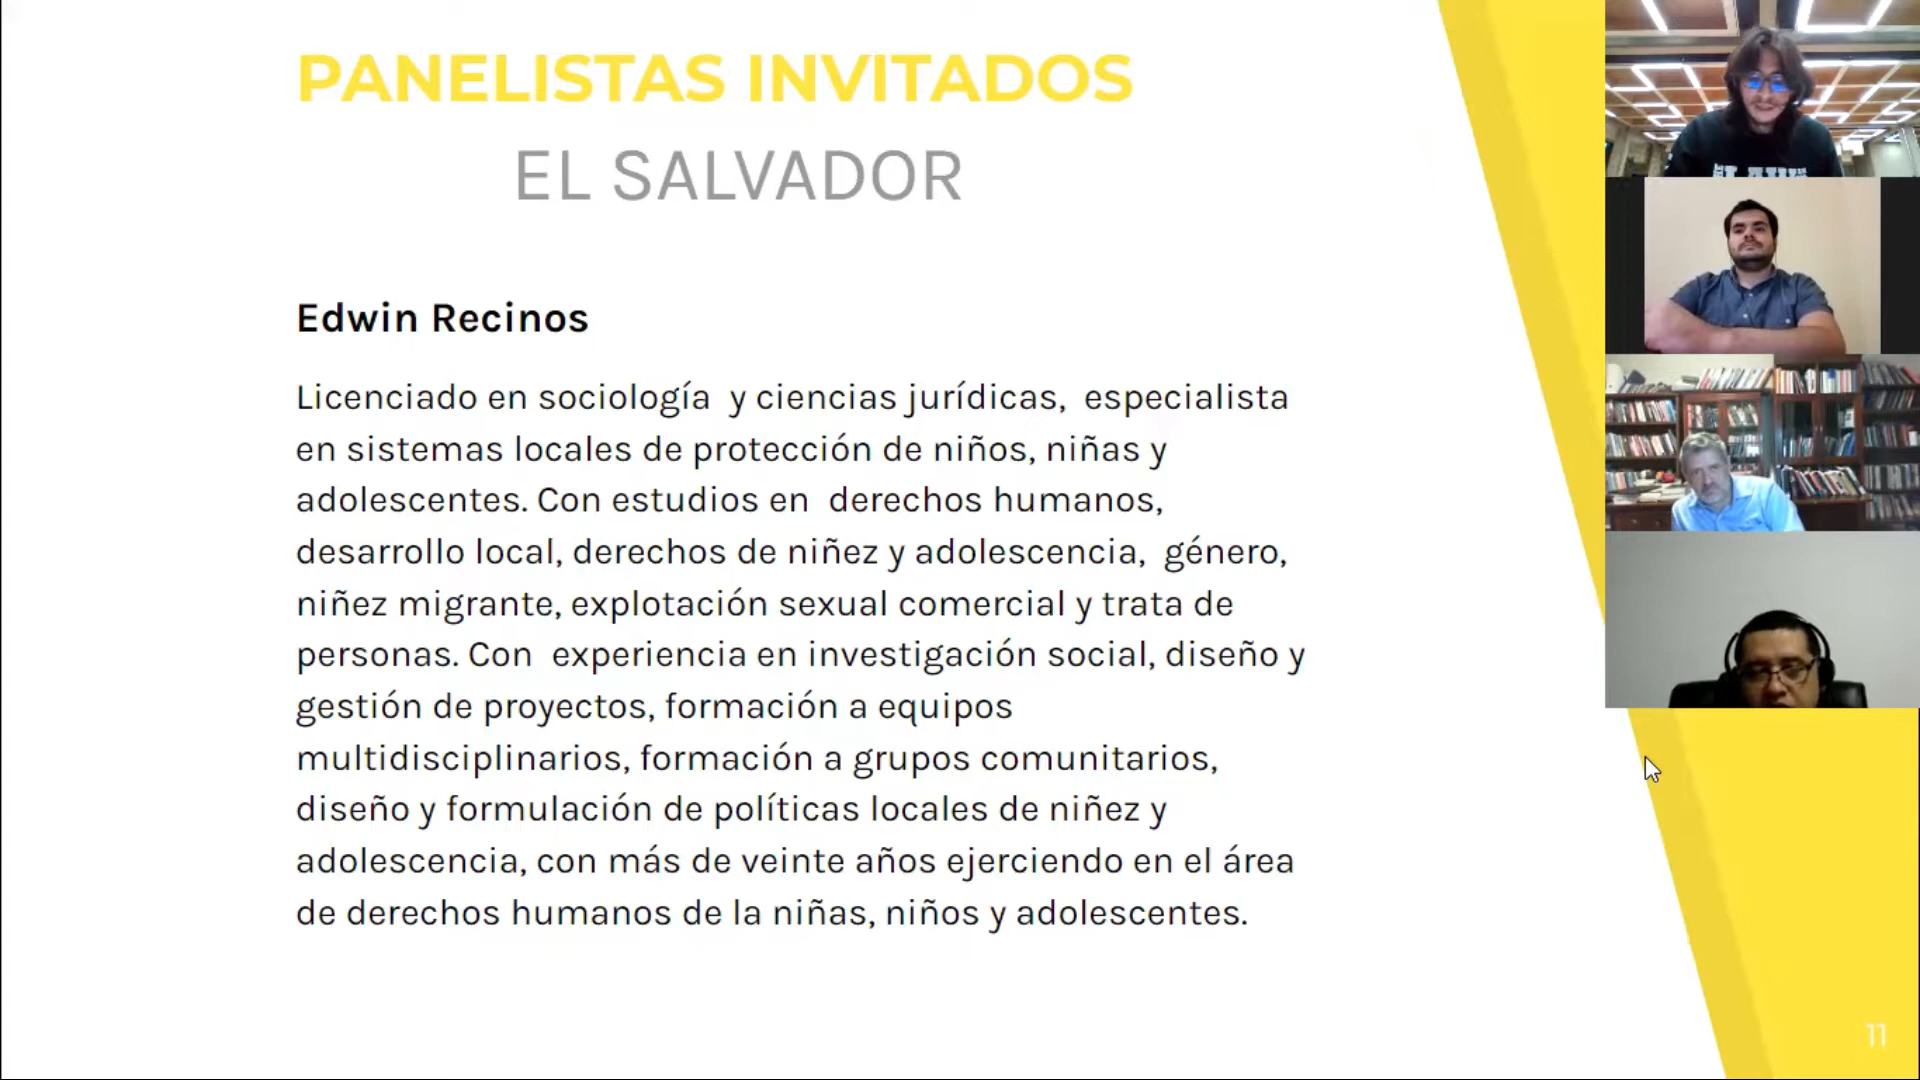 PANELISTAS INVITADOS
EL SALVADOR
Edwin Recinos
Licenciado en sociología y ciencias jurídicas, especialista
en sistemas locales de protección de niños, niñas y
adolescentes. Con estudios en derechos humanos,
desarrollo local, derechos de niñez y adolescencia, género,
niñez migrante, explotación sexual comercial y trata de
personas. Con experiencia en investigación social, diseño y
gestión de proyectos, formación a equipos
multidisciplinarios, formación a grupos comunitarios,
diseño y formulación de políticas locales de niñez y
adolescencia, con más de veinte años ejerciendo en el área
de derechos humanos de la niñas, niños y adolescentes.
11